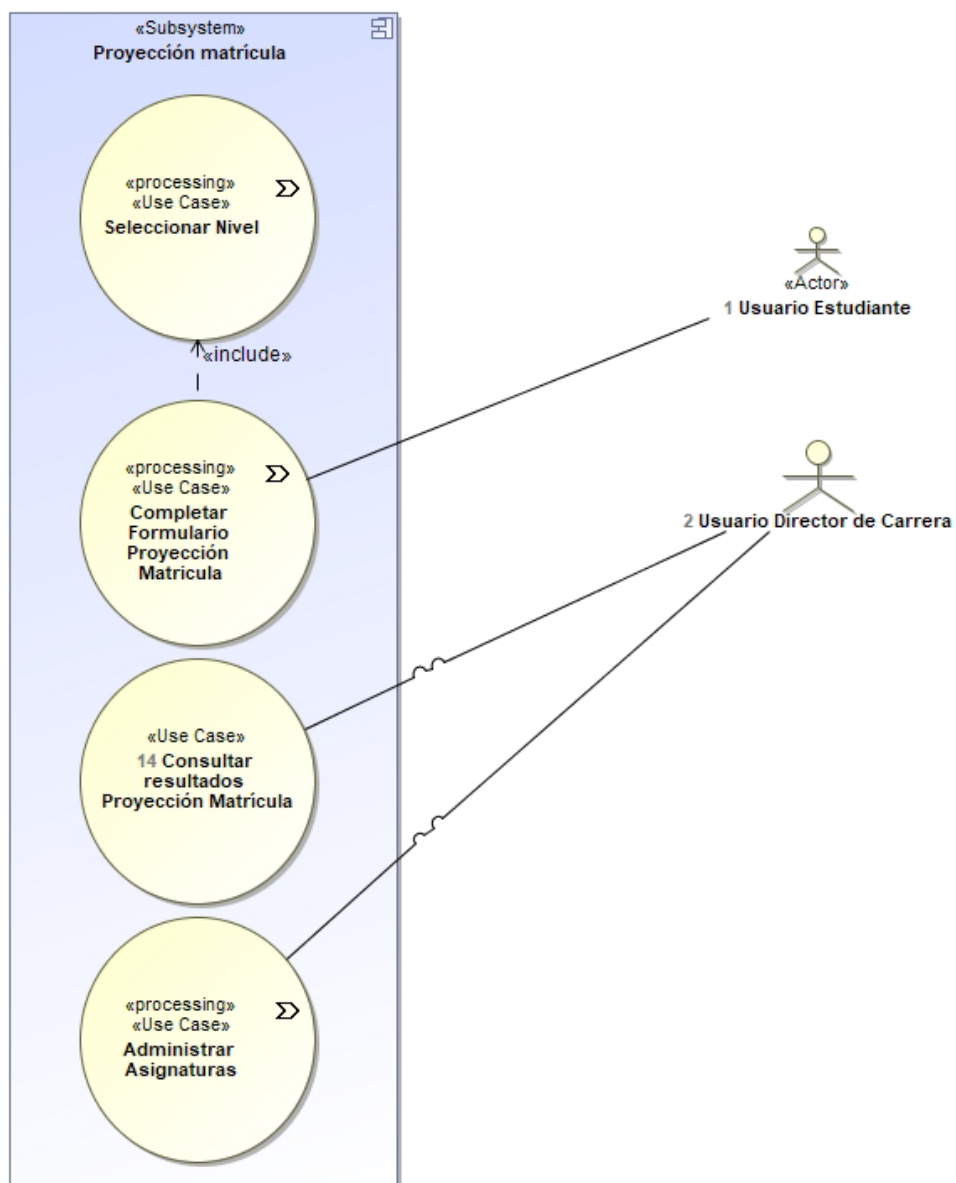 «Subsystem»
Proyección matrícula
«processing»
«Use Case»
Seleccionar Nivel
«include»
«processing»
«Use Case»
Completar
Formulario
Proyección
Matricula
«Use Case»
14 Consultar
resultados
Proyección Matrícula
«processing»
«Use Case»
Administrar
Asignaturas
«Actor»
1 Usuario Estudiante
2 Usuario Director de Carrera